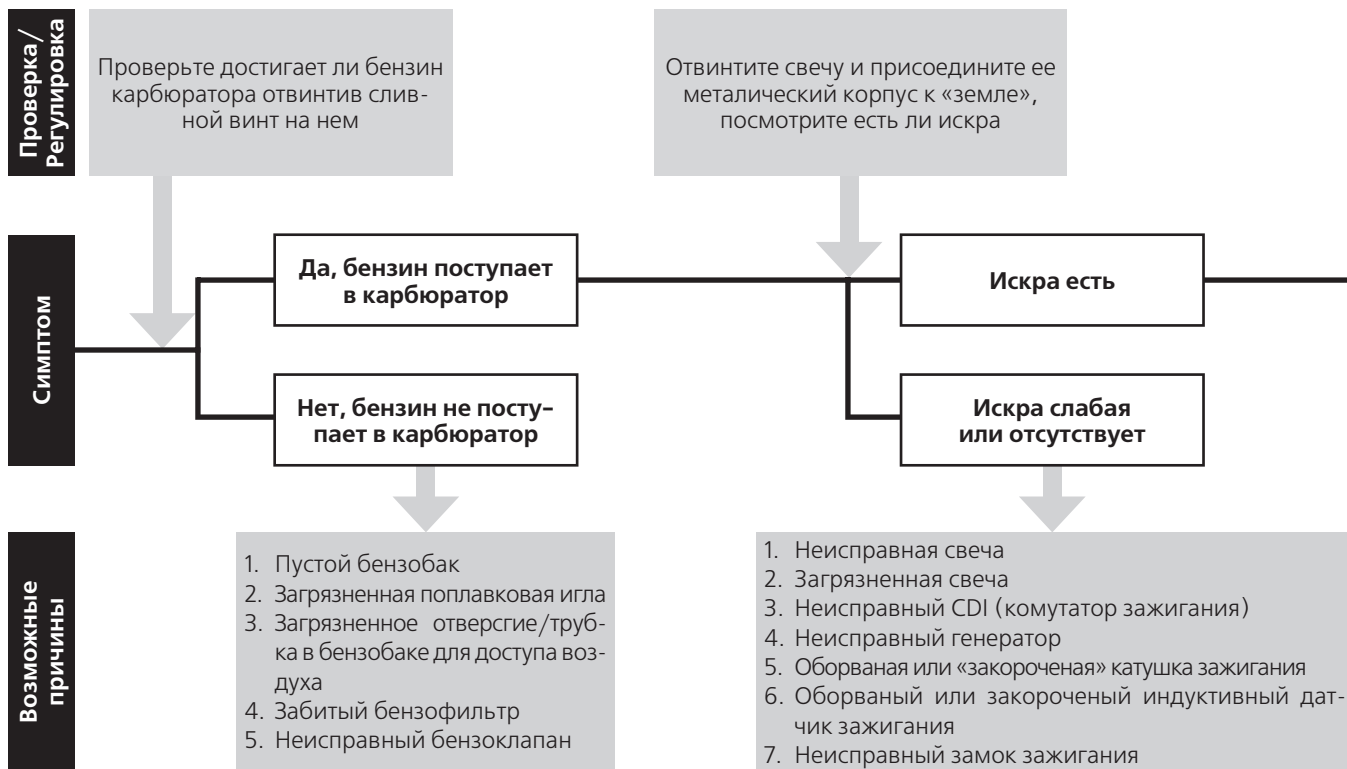 Проверка/
Регулировка
Проверьте достигает ли бензин
карбюратора отвинтив слив-
ной винт на нем
Отвинтите свечу и присоедините ее
металический корпус к «земле»,
посмотрите есть ли искра
Симптом
Да, бензин поступает
в карбюратор
Искра есть
Нет, бензин не посту-
пает в карбюратор
Искра слабая
или отсутствует
Возможные
причины
1. Пустой бензобак
2. Загрязненная поплавковая игла
3. Загрязненное отверсгие/труб-
ка в бензобаке для доступа воз-
духа
4. Забитый бензофильтр
5. Неисправный бензоклапан
1. Неисправная свеча
2. Загрязненная свеча
3. Неисправный CDI (комутатор зажигания)
4. Неисправный генератор
5. Оборваная или «закороченая» катушка зажигания
6. Оборваный или закороченый индуктивный дат-
чик зажигания
7. Неисправный замок зажигания